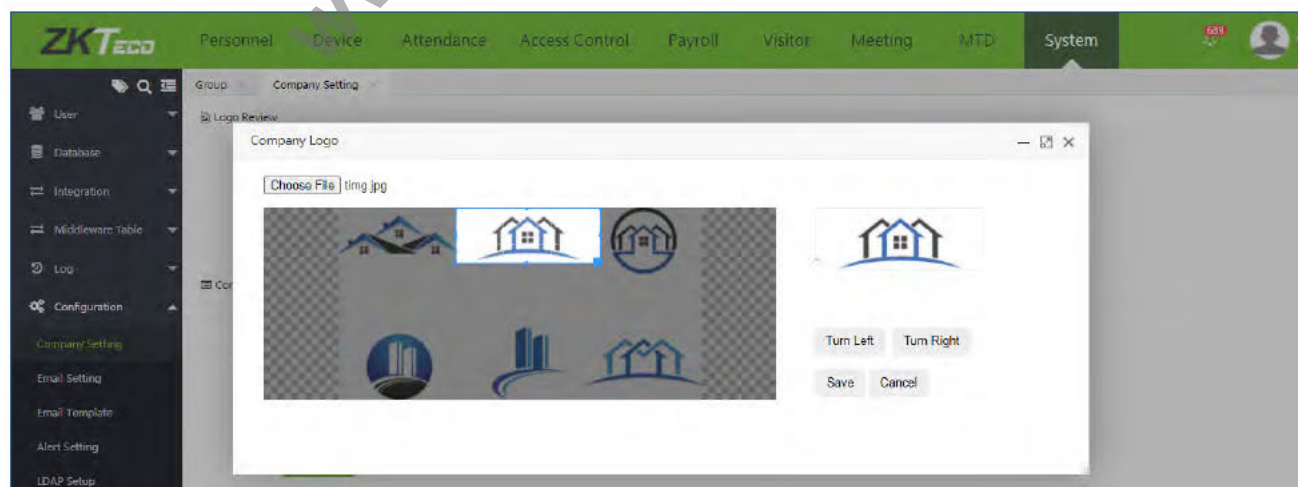 ZKTeco
Personnel Device Attendance Access Control Payroll Visitor Meeting MTD System
Group Company Setting
User
Logo Review
Database
Company Logo
Integration
Choose File timg.jpg
Middleware Table
Log
Configuration
Company Setting
Turn Left Turn Right
Email Setting
Save Cancel
Email Template
Alert Setting
LDAP Setup